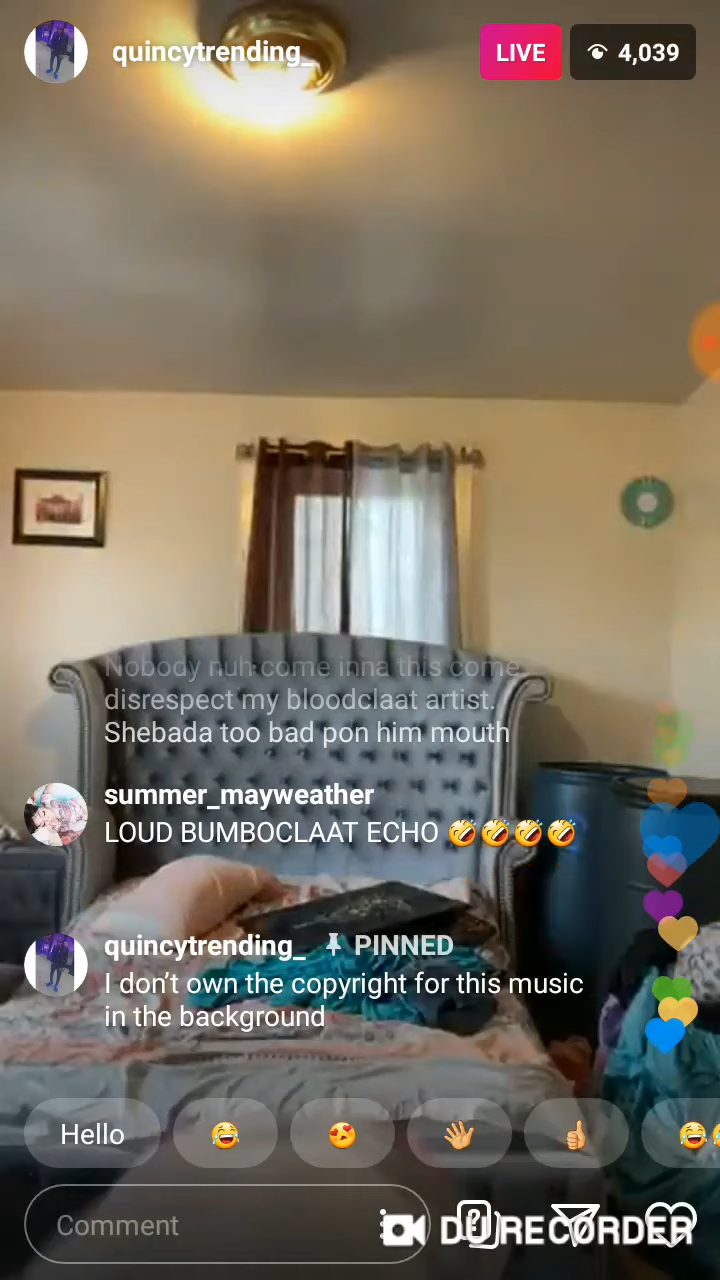 quincytrending_
LIVE
4,039
Nobody nuh come inna this come
disrespect my bloodclaat artist.
Shebada too bad pon him mouth
summer_mayweather
LOUD BUMBOCLAAT ECHO 🤣🤣🤣🤣
quincytrending_ 📌 PINNED
I don’t own the copyright for this music
in the background
Hello 😂 😍 👋 👍 😂
Comment
DU RECORDER